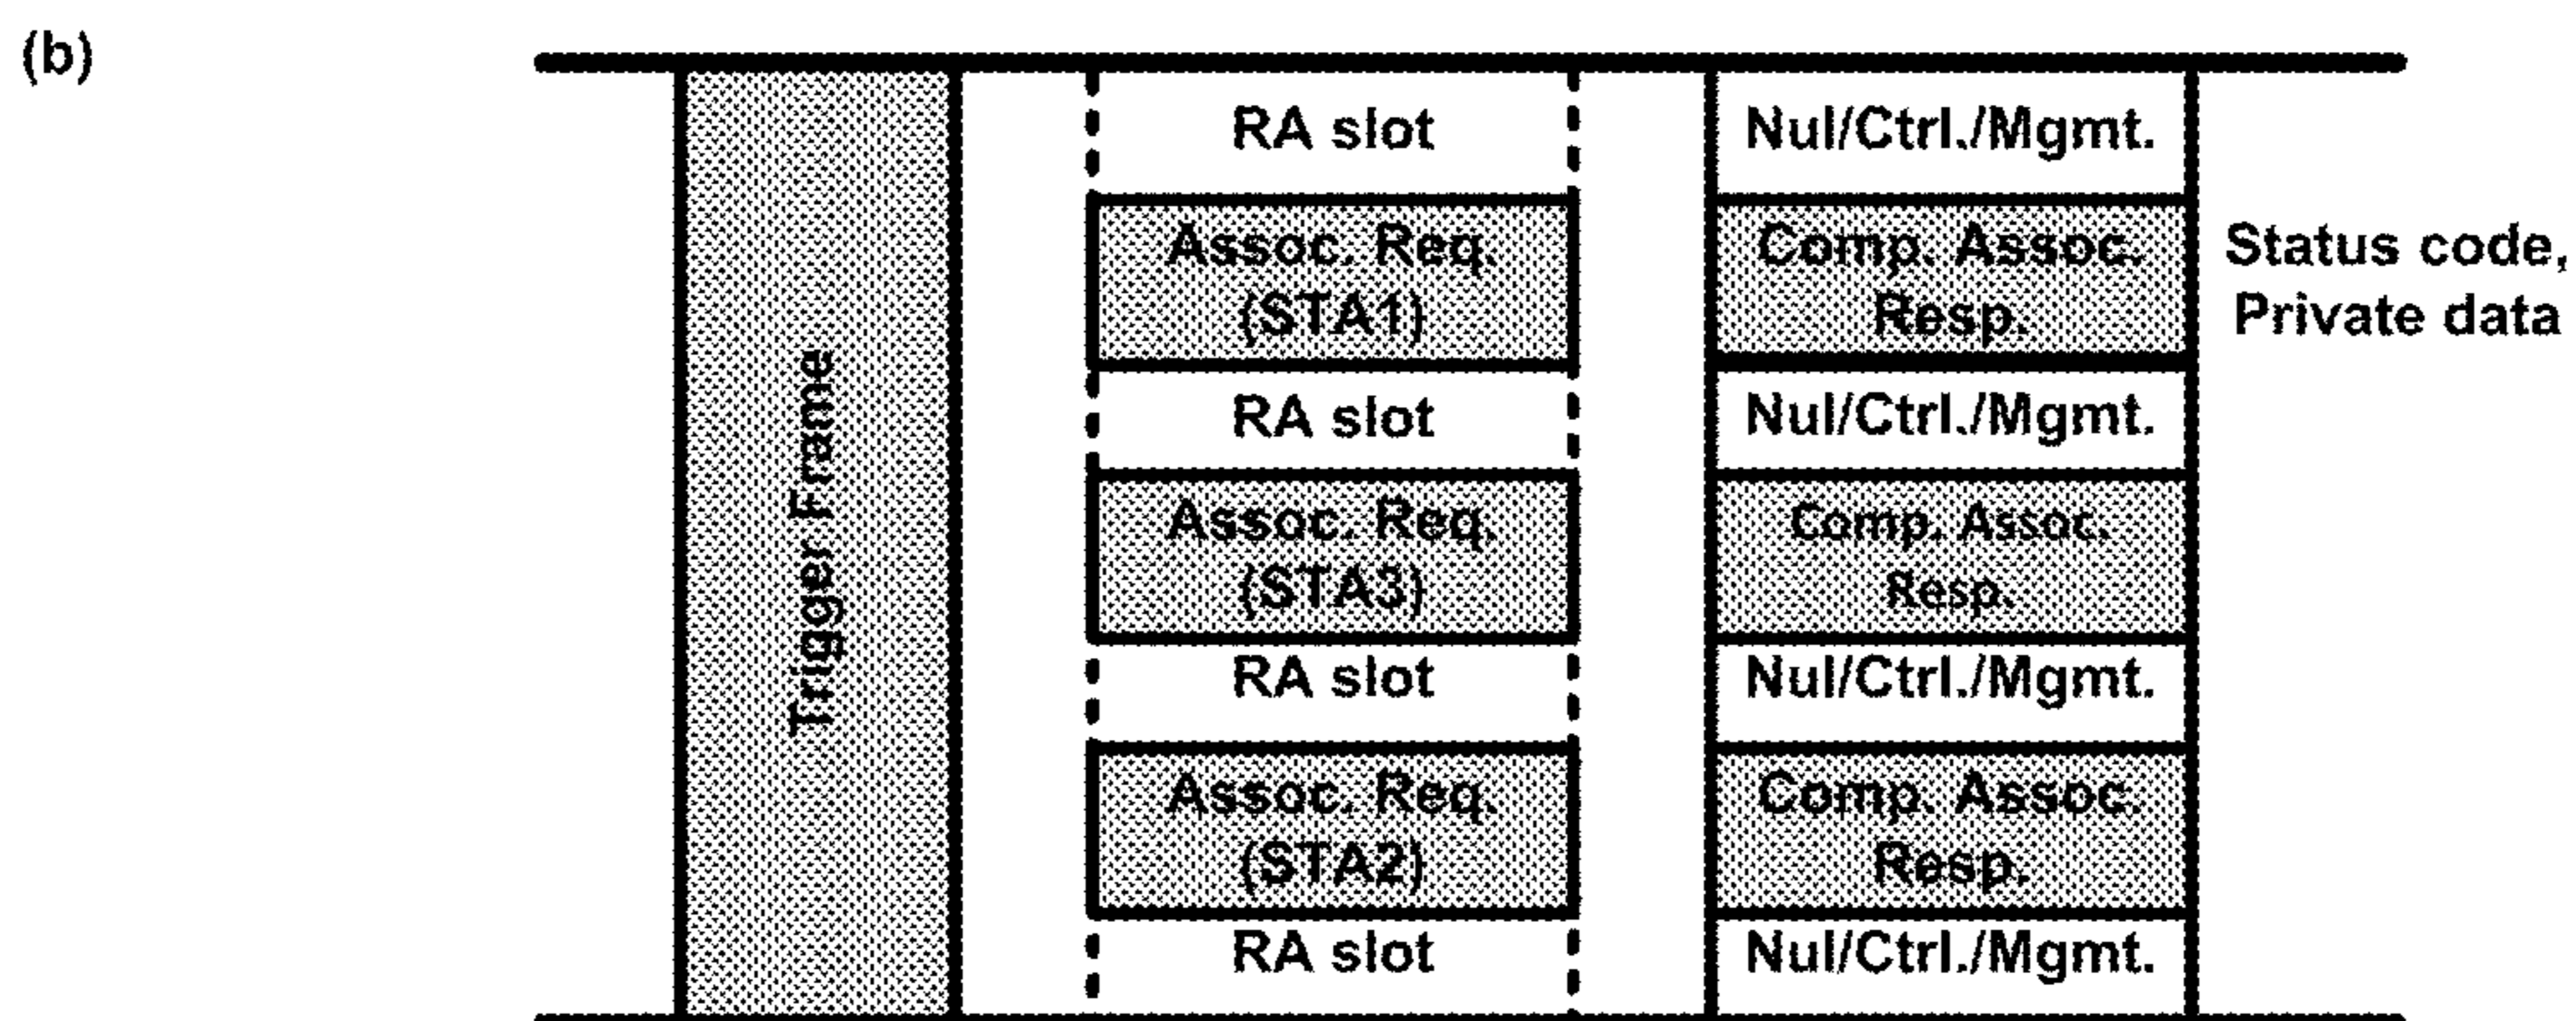 (b)
Trigger Frame
RA slot
Assoc. Req.
(STA1)
RA slot
Assoc. Req.
(STA3)
RA slot
Assoc. Req.
(STA2)
RA slot
Nul/Ctrl./Mgmt.
Comp. Assoc.
Resp.
Nul/Ctrl./Mgmt.
Comp. Assoc.
Resp.
Nul/Ctrl./Mgmt.
Comp. Assoc.
Resp.
Nul/Ctrl./Mgmt.
Status code,
Private data